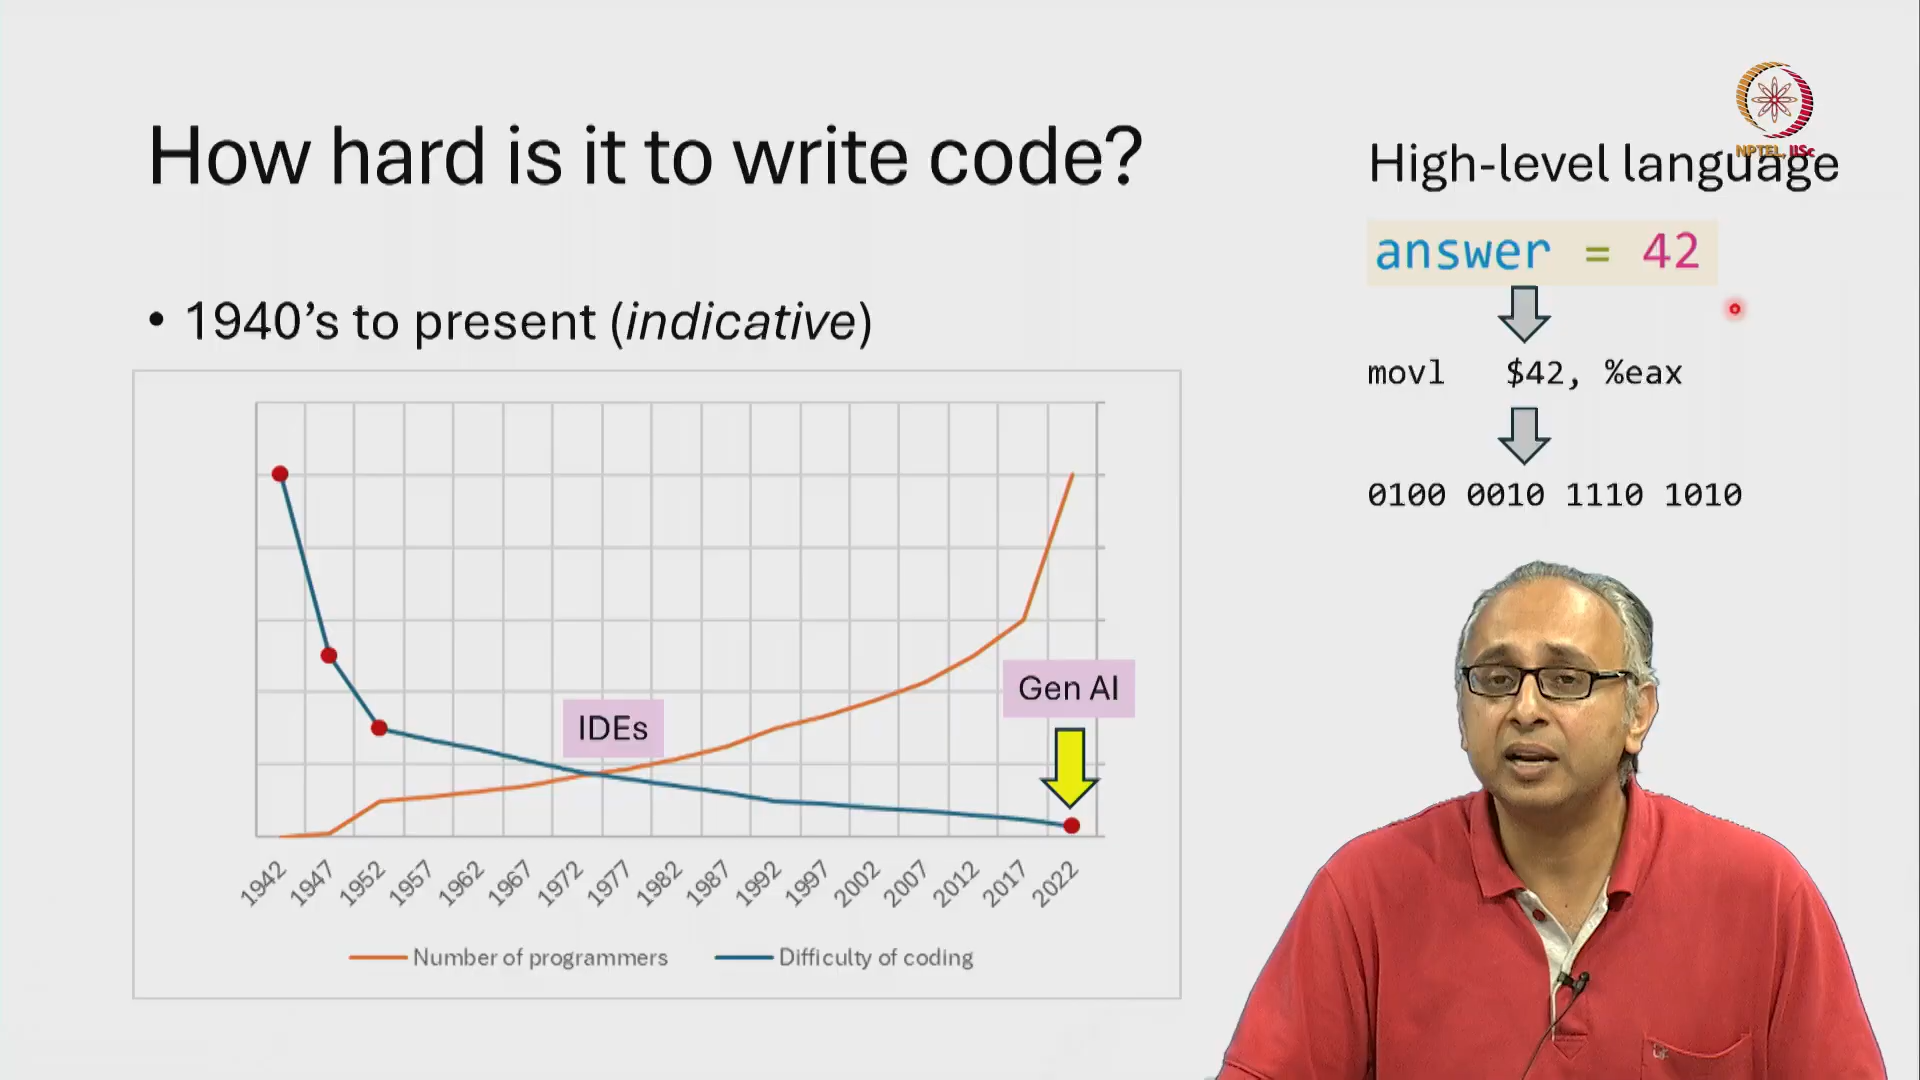 How hard is it to write code?
• 1940’s to present (indicative)
IDEs
Gen AI
1942 1947 1952 1957 1962 1967 1972 1977 1982 1987 1992 1997 2002 2007 2012 2017 2022
Number of programmers Difficulty of coding
NPTEL, IISc
High-level language
answer = 42
movl $42, %eax
0100 0010 1110 1010